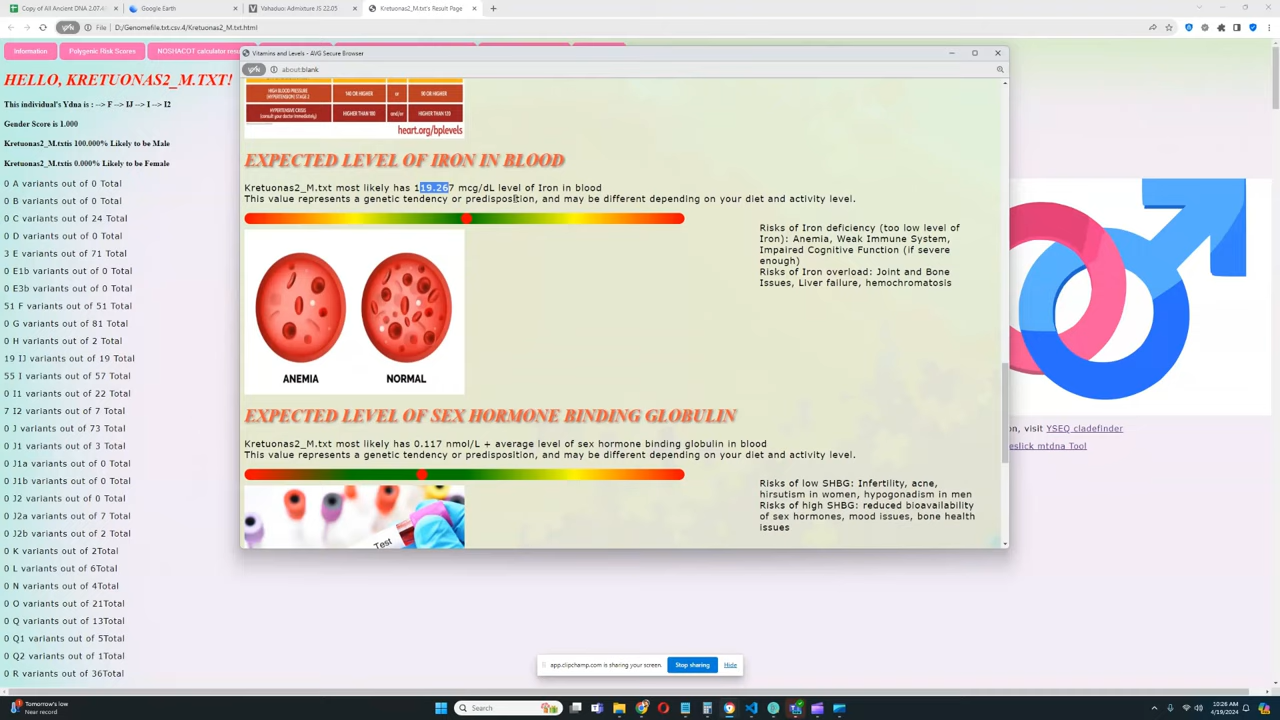 Copy of All Ancient DNA 2.07.4
Google Earth
Vahaduo: Admixture JS 22.05
Kretuonas2_M.txt's Result Page
File
D:/Genomefile.txt.csv.4/Kretuonas2_M.txt.html
Information
Polygenic Risk Scores
NOSHACOT calculator resu
Vitamins and Levels - AVG Secure Browser
about:blank
HELLO, KRETUONAS2_M.TXT!
This individual's Ydna is : --> F --> IJ --> I --> I2
Gender Score is 1.000
Kretuonas2_M.txtis 100.000% Likely to be Male
Kretuonas2_M.txtis 0.000% Likely to be Female
0 A variants out of 0 Total
0 B variants out of 0 Total
0 C variants out of 24 Total
0 D variants out of 0 Total
3 E variants out of 71 Total
0 E1b variants out of 0 Total
0 E3b variants out of 0 Total
51 F variants out of 51 Total
0 G variants out of 81 Total
0 H variants out of 2 Total
19 IJ variants out of 19 Total
55 I variants out of 57 Total
0 I1 variants out of 22 Total
7 I2 variants out of 7 Total
0 J variants out of 73 Total
0 J1 variants out of 3 Total
0 J1a variants out of 0 Total
0 J1b variants out of 0 Total
0 J2 variants out of 0 Total
0 J2a variants out of 7 Total
0 J2b variants out of 2 Total
0 K variants out of 2Total
0 L variants out of 6Total
0 N variants out of 4Total
0 O variants out of 21Total
0 Q variants out of 13Total
0 Q1 variants out of 5Total
0 Q2 variants out of 1Total
0 R variants out of 36Total
HIGH BLOOD PRESSURE
(HYPERTENSION) STAGE 2
140 OR HIGHER
or
90 OR HIGHER
HYPERTENSIVE CRISIS
(consult your doctor immediately)
HIGHER THAN 180
and/or
HIGHER THAN 120
heart.org/bplevels
EXPECTED LEVEL OF IRON IN BLOOD
Kretuonas2_M.txt most likely has 119.267 mcg/dL level of Iron in blood
This value represents a genetic tendency or predisposition, and may be different depending on your diet and activity level.
Risks of Iron deficiency (too low level of
Iron): Anemia, Weak Immune System,
Impaired Cognitive Function (if severe
enough)
Risks of Iron overload: Joint and Bone
Issues, Liver failure, hemochromatosis
ANEMIA
NORMAL
EXPECTED LEVEL OF SEX HORMONE BINDING GLOBULIN
Kretuonas2_M.txt most likely has 0.117 nmol/L + average level of sex hormone binding globulin in blood
This value represents a genetic tendency or predisposition, and may be different depending on your diet and activity level.
Risks of low SHBG: Infertility, acne,
hirsutism in women, hypogonadism in men
Risks of high SHBG: reduced bioavailability
of sex hormones, mood issues, bone health
issues
Test
on, visit YSEQ cladefinder
eslick mtdna Tool
app.clipchamp.com is sharing your screen.
Stop sharing
Hide
Tomorrow's low
Near record
Search
10:26 AM
4/19/2024